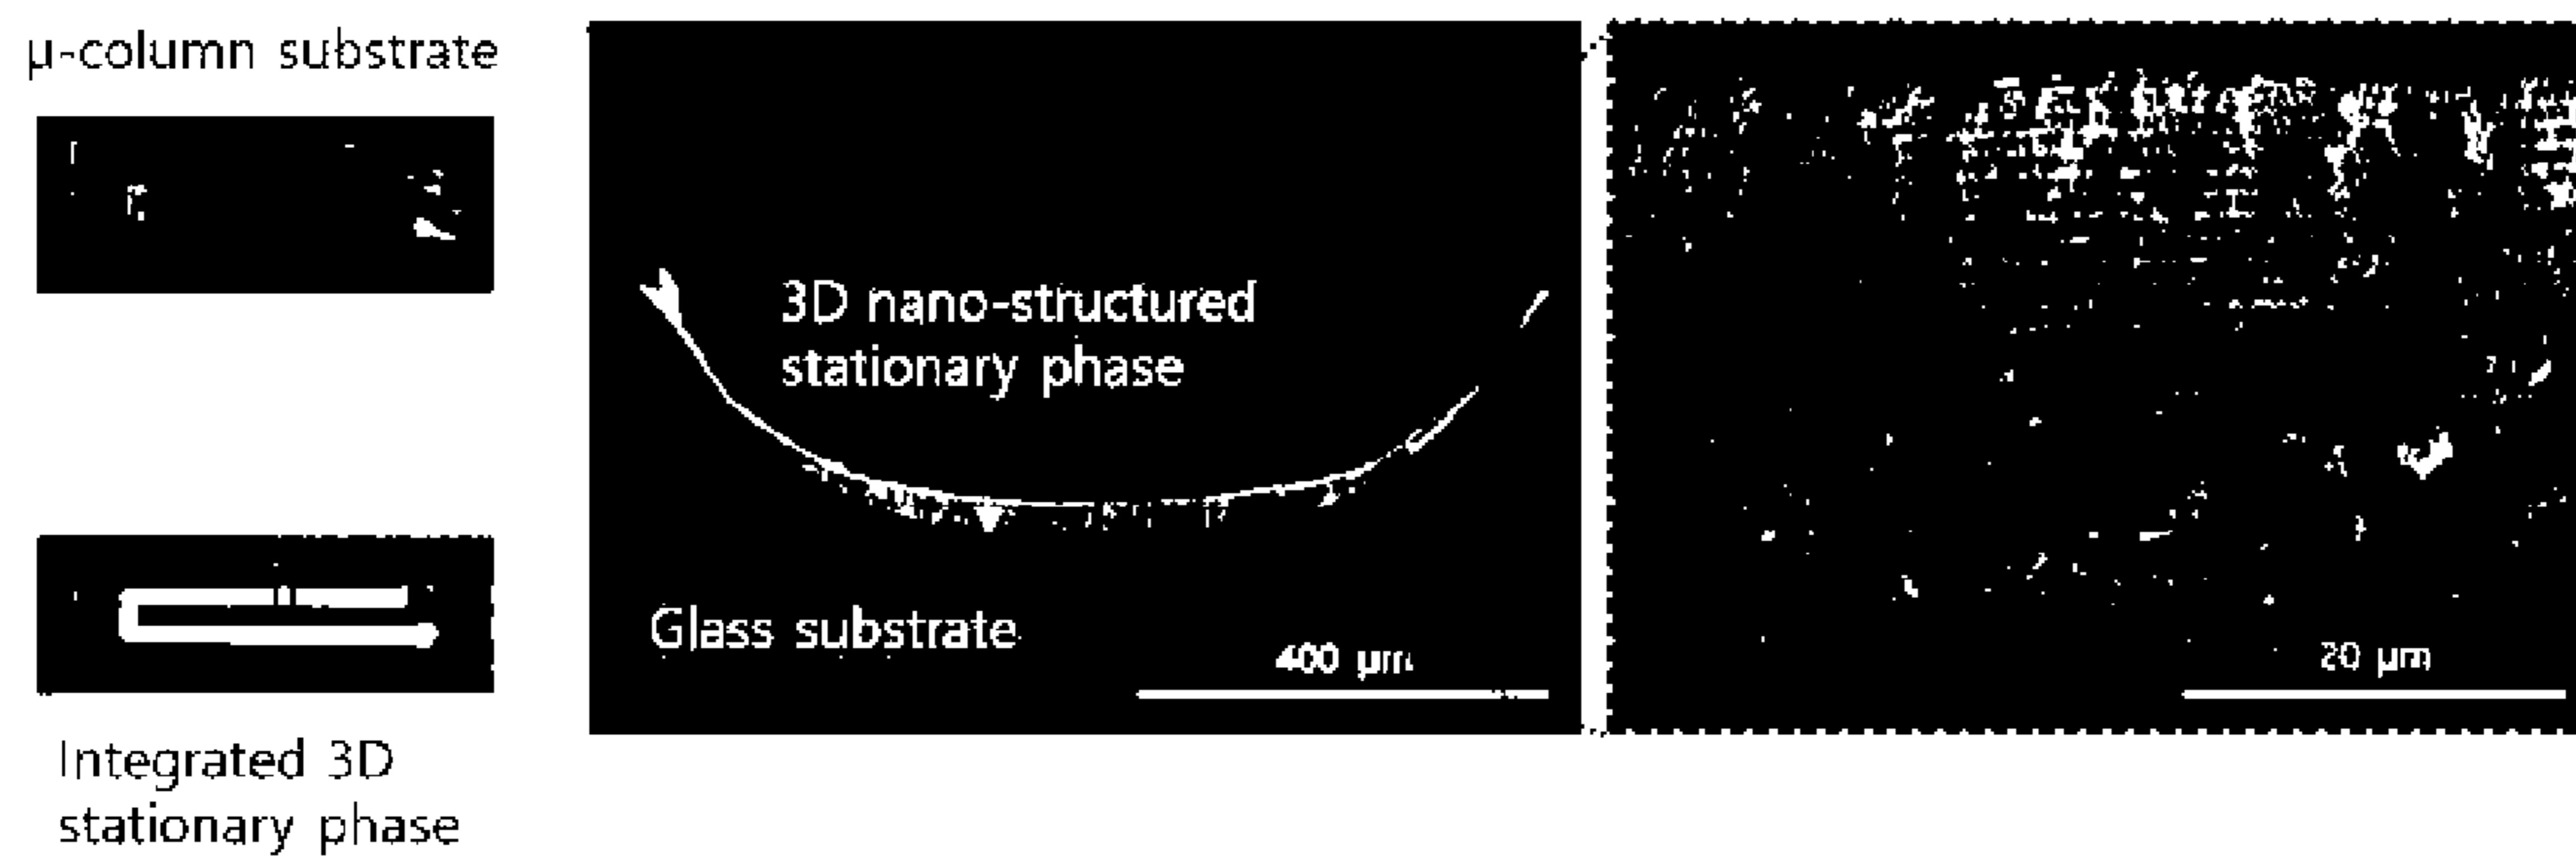 μ-column substrate
3D nano-structured
stationary phase
Glass substrate
400 μm
20 μm
Integrated 3D
stationary phase